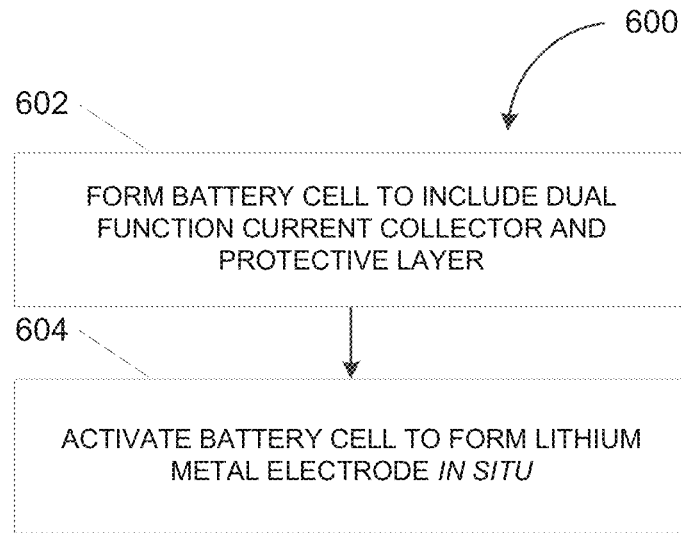 600
602
FORM BATTERY CELL TO INCLUDE DUAL
FUNCTION CURRENT COLLECTOR AND
PROTECTIVE LAYER
604
ACTIVATE BATTERY CELL TO FORM LITHIUM
METAL ELECTRODE IN SITU